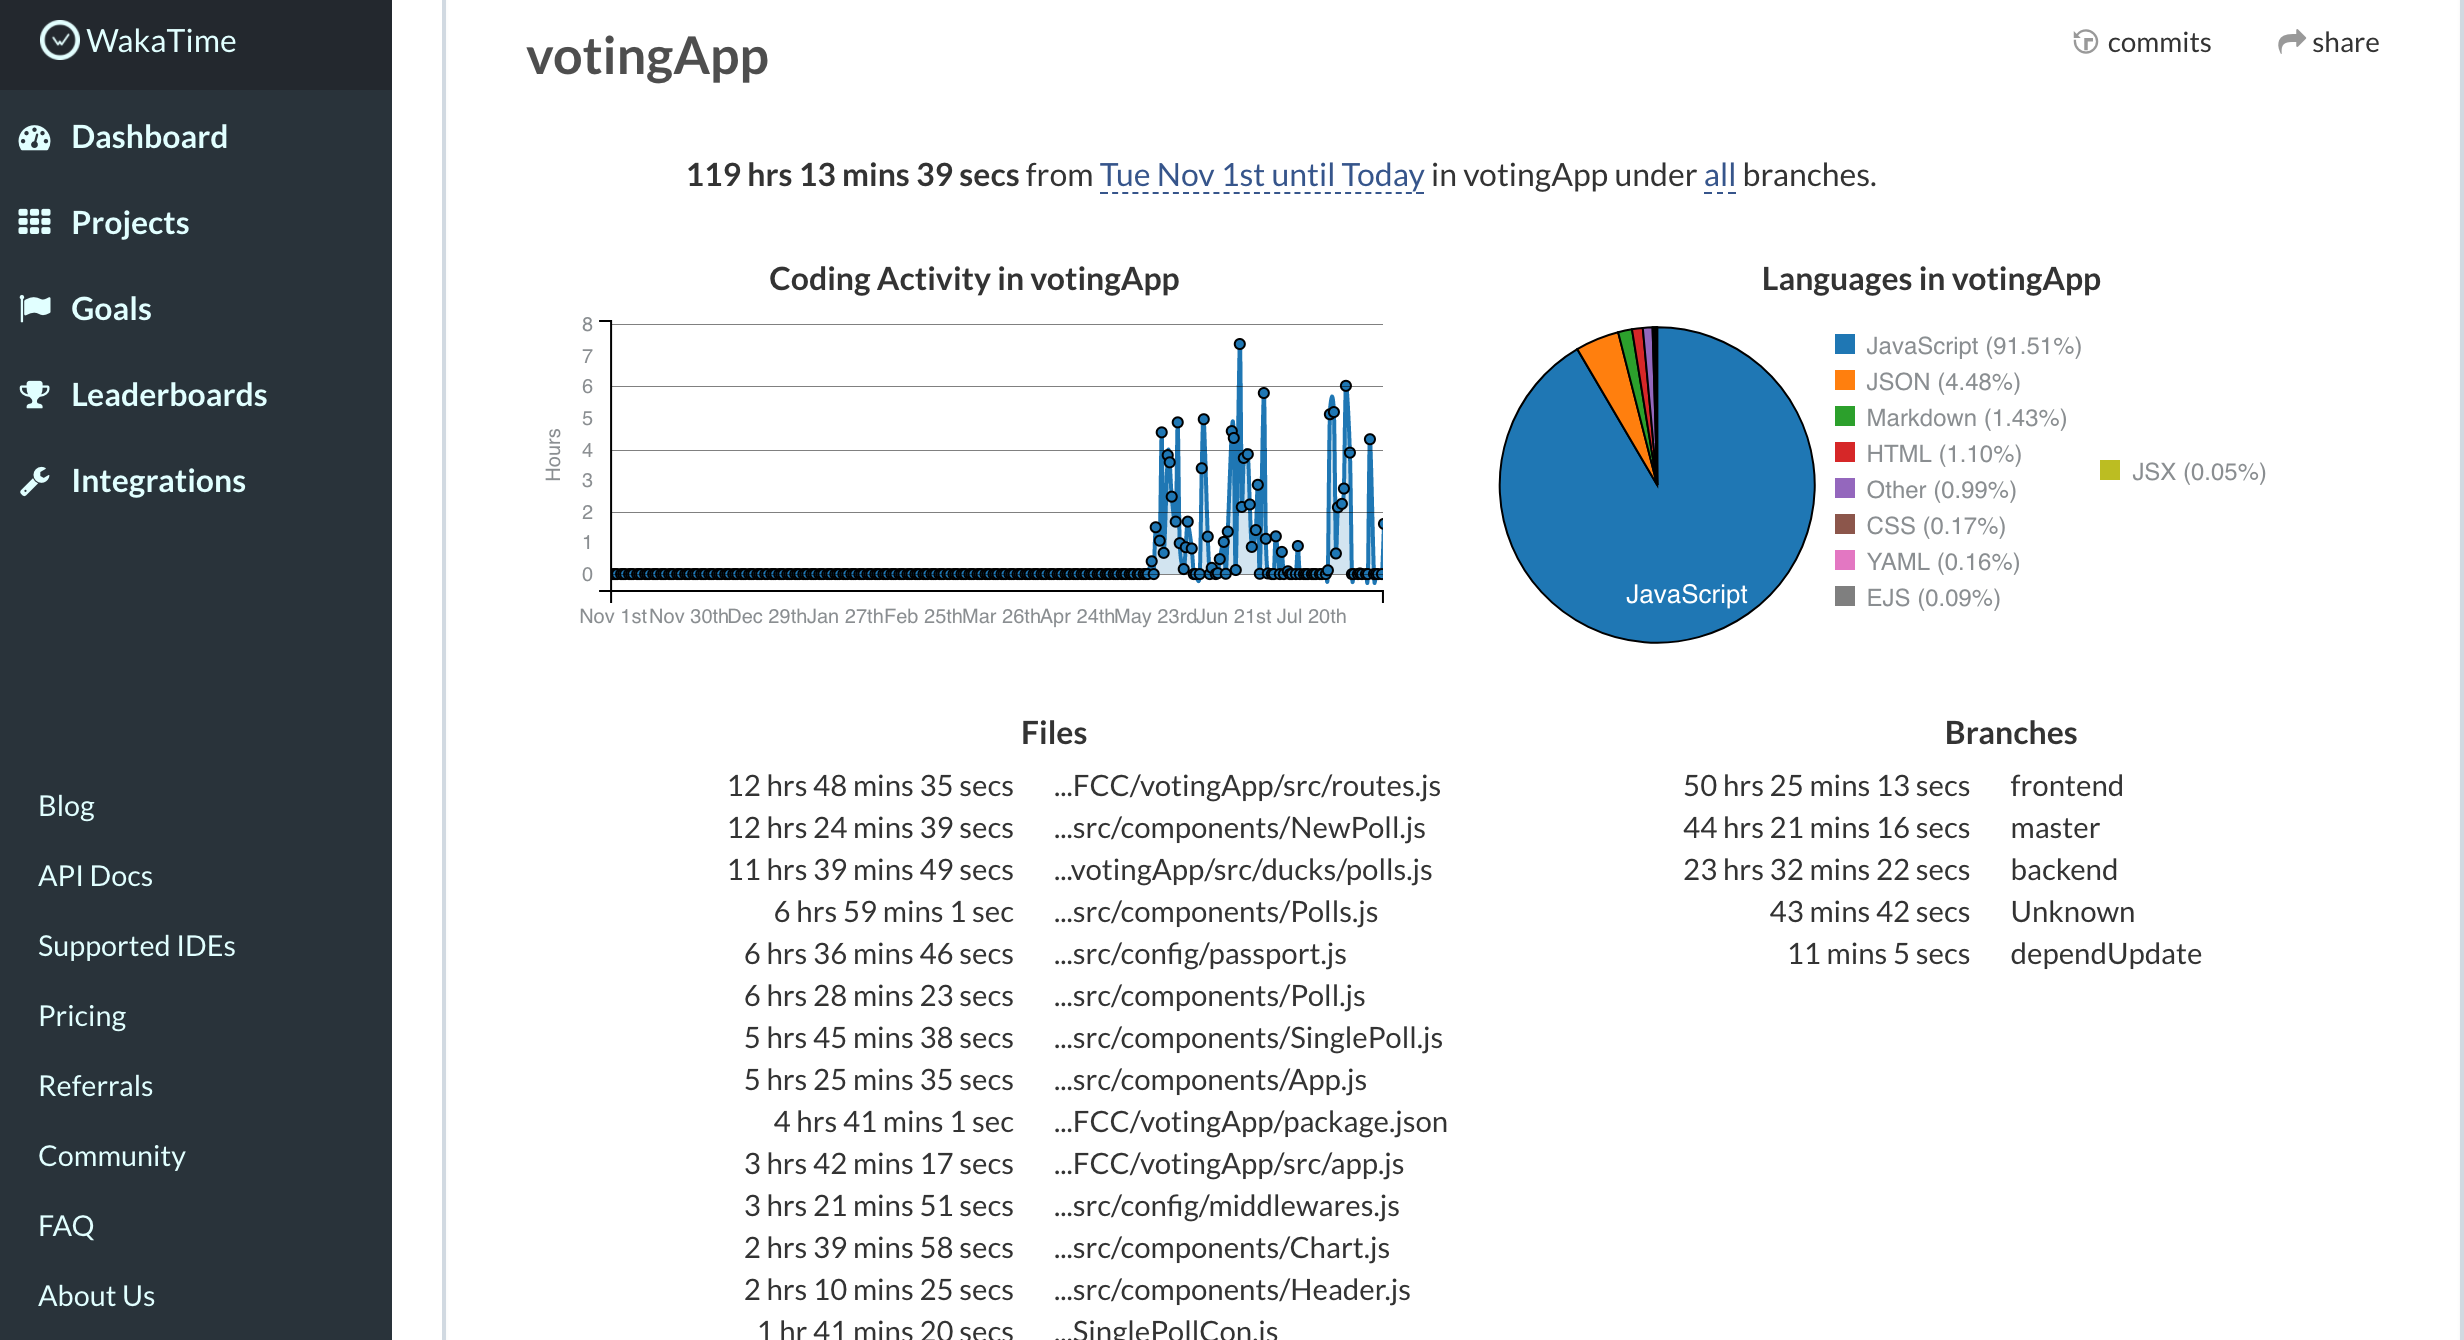 WakaTime
Dashboard
Projects
Goals
Leaderboards
Integrations
Blog
API Docs
Supported IDEs
Pricing
Referrals
Community
FAQ
About Us
votingApp
commits
share
119 hrs 13 mins 39 secs from Tue Nov 1st until Today in votingApp under all branches.
Coding Activity in votingApp
Hours
8
7
6
5
4
3
2
1
0
Nov 1st Nov 30th Dec 29th Jan 27th Feb 25th Mar 26th Apr 24th May 23rd Jun 21st Jul 20th
Languages in votingApp
JavaScript
JavaScript (91.51%)
JSON (4.48%)
Markdown (1.43%)
HTML (1.10%)
Other (0.99%)
CSS (0.17%)
YAML (0.16%)
EJS (0.09%)
JSX (0.05%)
Files
12 hrs 48 mins 35 secs ...FCC/votingApp/src/routes.js
12 hrs 24 mins 39 secs ...src/components/NewPoll.js
11 hrs 39 mins 49 secs ...votingApp/src/ducks/polls.js
6 hrs 59 mins 1 sec ...src/components/Polls.js
6 hrs 36 mins 46 secs ...src/config/passport.js
6 hrs 28 mins 23 secs ...src/components/Poll.js
5 hrs 45 mins 38 secs ...src/components/SinglePoll.js
5 hrs 25 mins 35 secs ...src/components/App.js
4 hrs 41 mins 1 sec ...FCC/votingApp/package.json
3 hrs 42 mins 17 secs ...FCC/votingApp/src/app.js
3 hrs 21 mins 51 secs ...src/config/middlewares.js
2 hrs 39 mins 58 secs ...src/components/Chart.js
2 hrs 10 mins 25 secs ...src/components/Header.js
1 hr 41 mins 20 secs ...SinglePollCon.js
Branches
50 hrs 25 mins 13 secs frontend
44 hrs 21 mins 16 secs master
23 hrs 32 mins 22 secs backend
43 mins 42 secs Unknown
11 mins 5 secs dependUpdate